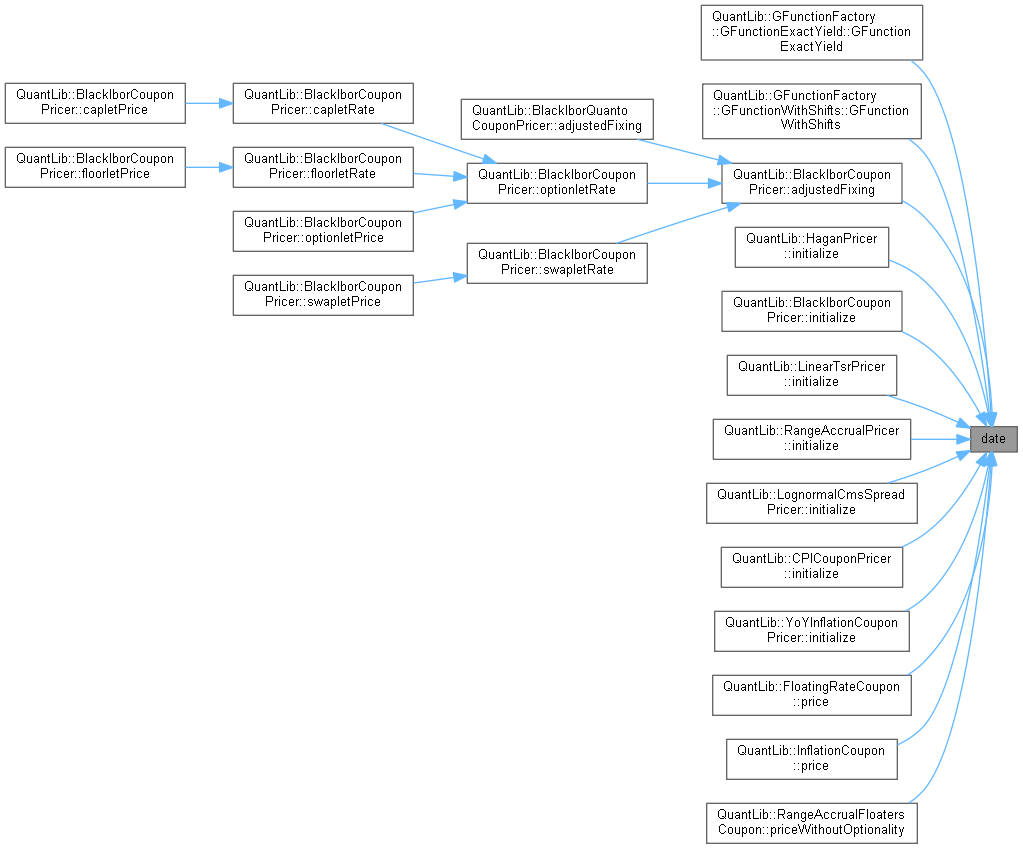 QuantLib::GFunctionFactory
::GFunctionExactYield::GFunction
ExactYield
QuantLib::GFunctionFactory
::GFunctionWithShifts::GFunction
WithShifts
QuantLib::BlackIborCoupon
Pricer::capletPrice
QuantLib::BlackIborCoupon
Pricer::capletRate
QuantLib::BlackIborQuanto
CouponPricer::adjustedFixing
QuantLib::BlackIborCoupon
Pricer::floorletPrice
QuantLib::BlackIborCoupon
Pricer::floorletRate
QuantLib::BlackIborCoupon
Pricer::optionletRate
QuantLib::BlackIborCoupon
Pricer::adjustedFixing
QuantLib::BlackIborCoupon
Pricer::optionletPrice
QuantLib::HaganPricer
::initialize
QuantLib::BlackIborCoupon
Pricer::swapletRate
QuantLib::BlackIborCoupon
Pricer::swapletPrice
QuantLib::BlackIborCoupon
Pricer::initialize
QuantLib::LinearTsrPricer
::initialize
QuantLib::RangeAccrualPricer
::initialize
date
QuantLib::LognormalCmsSpread
Pricer::initialize
QuantLib::CPICouponPricer
::initialize
QuantLib::YoYInflationCoupon
Pricer::initialize
QuantLib::FloatingRateCoupon
::price
QuantLib::InflationCoupon
::price
QuantLib::RangeAccrualFloaters
Coupon::priceWithoutOptionality